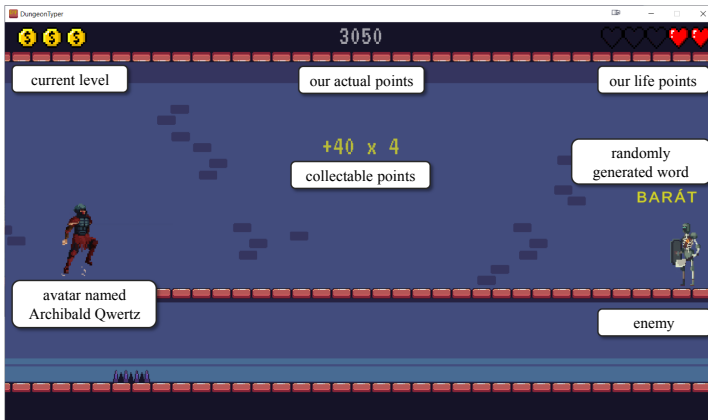 DungeonTyper
3050
current level
our actual points
our life points
+40 x 4
collectable points
randomly
generated word
BARÁT
avatar named
Archibald Qwertz
enemy